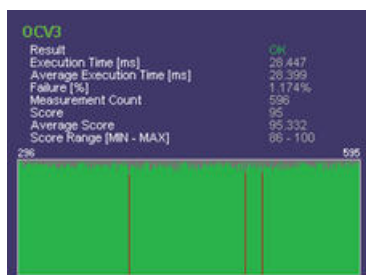 OCV3
Result OK
Execution Time [ms] 28.447
Average Execution Time [ms] 28.399
Failure [%] 1.174%
Measurement Count 596
Score 95
Average Score 95.332
Score Range [MIN - MAX] 86 - 100
296 595